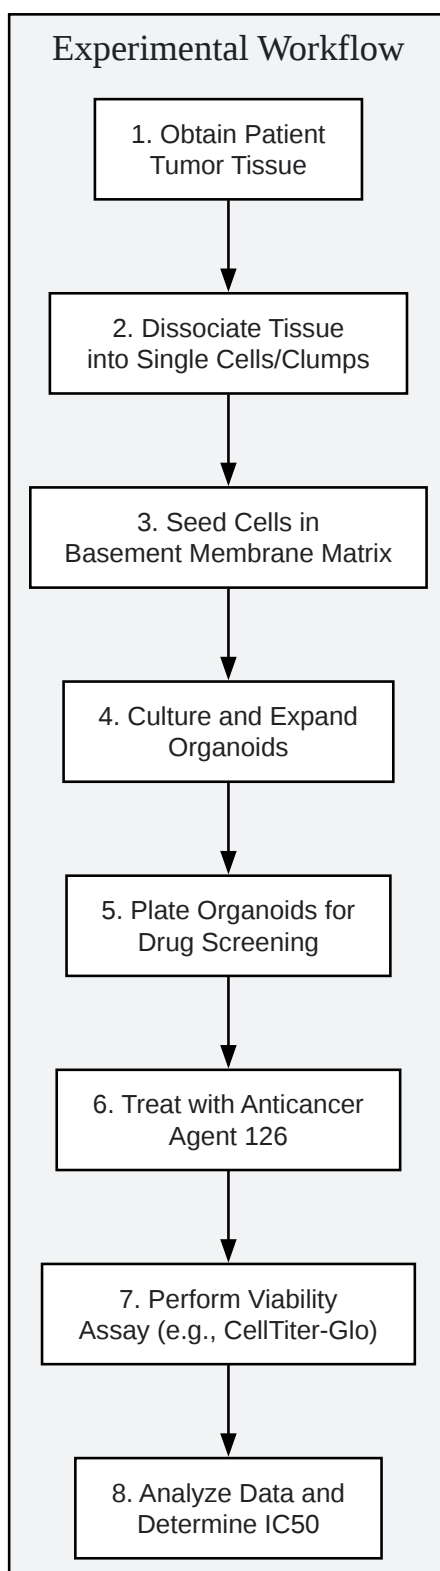 Experimental Workflow
1. Obtain Patient
Tumor Tissue
2. Dissociate Tissue
into Single Cells/Clumps
3. Seed Cells in
Basement Membrane Matrix
4. Culture and Expand
Organoids
5. Plate Organoids for
Drug Screening
6. Treat with Anticancer
Agent 126
7. Perform Viability
Assay (e.g., CellTiter-Glo)
8. Analyze Data and
Determine IC50